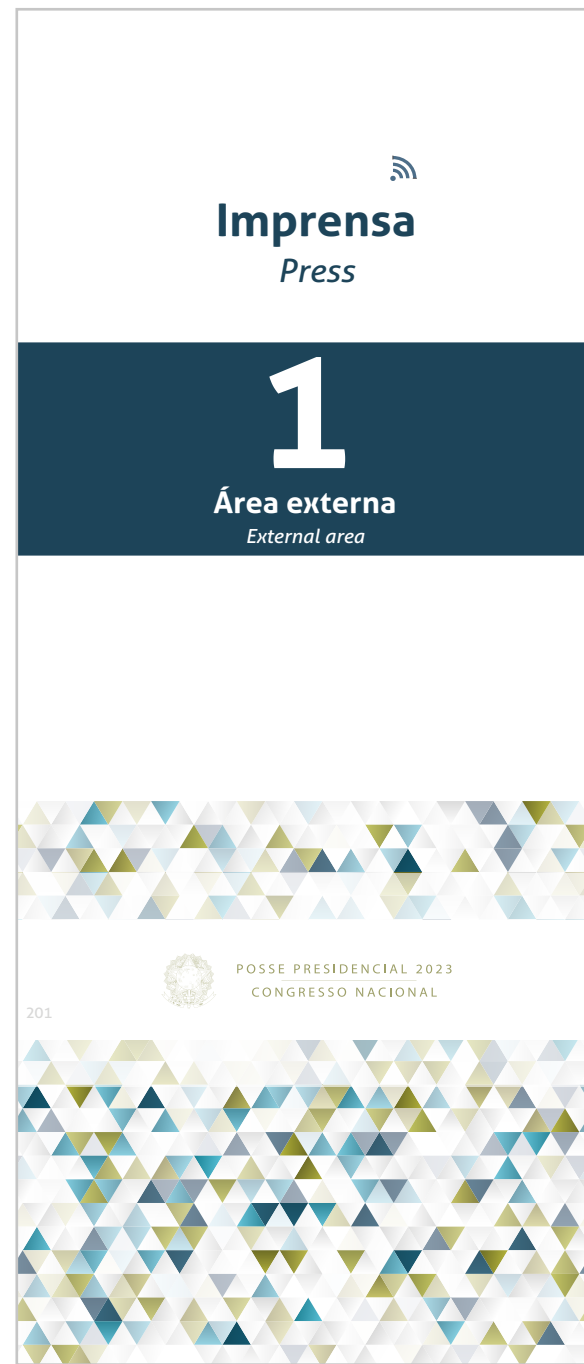 Imprensa
Press
1
Área externa
External area
POSSE PRESIDENCIAL 2023
CONGRESSO NACIONAL
201